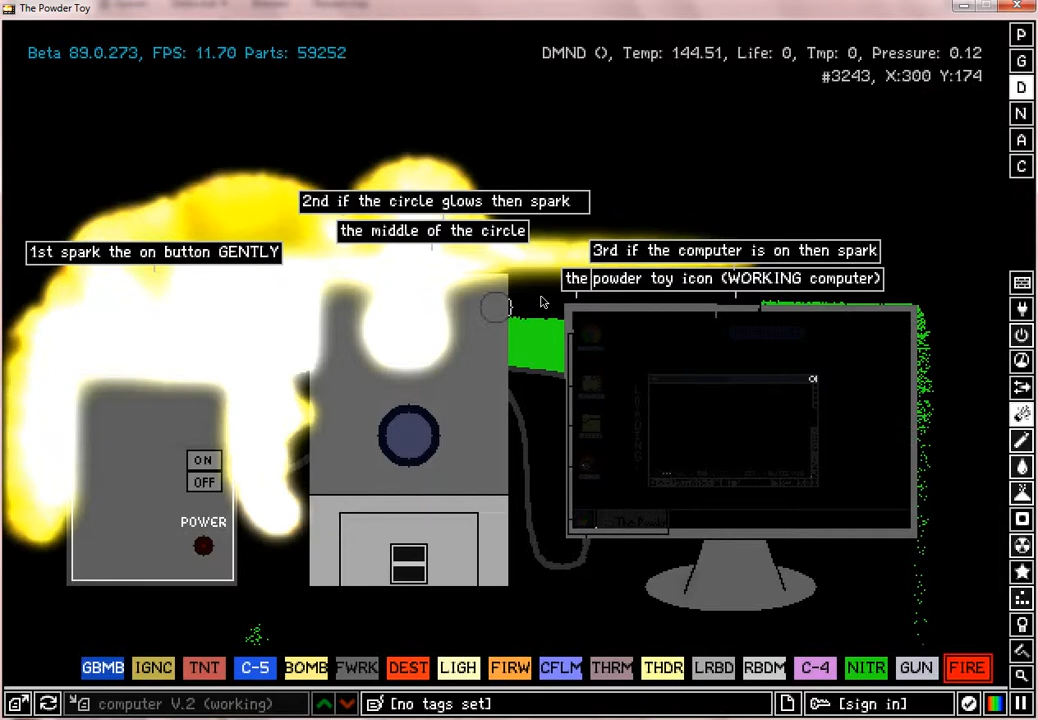 The Powder Toy
Beta 89.0.273, FPS: 11.70 Parts: 59252
DMND (), Temp: 144.51, Life: 0, Tmp: 0, Pressure: 0.12
#3243, X:300 Y:174
P
G
D
N
A
C
2nd if the circle glows then spark
the middle of the circle
1st spark the on button GENTLY
3rd if the computer is on then spark
the powder toy icon (WORKING computer)
ON
OFF
POWER
The Powde
GBMB IGNC TNT C-5 BOMB FWRK DEST LIGH FIRW CFLM THRM THDR LRBD RBDM C-4 NITR GUN FIRE
computer V.2 (working)
[no tags set]
[sign in]